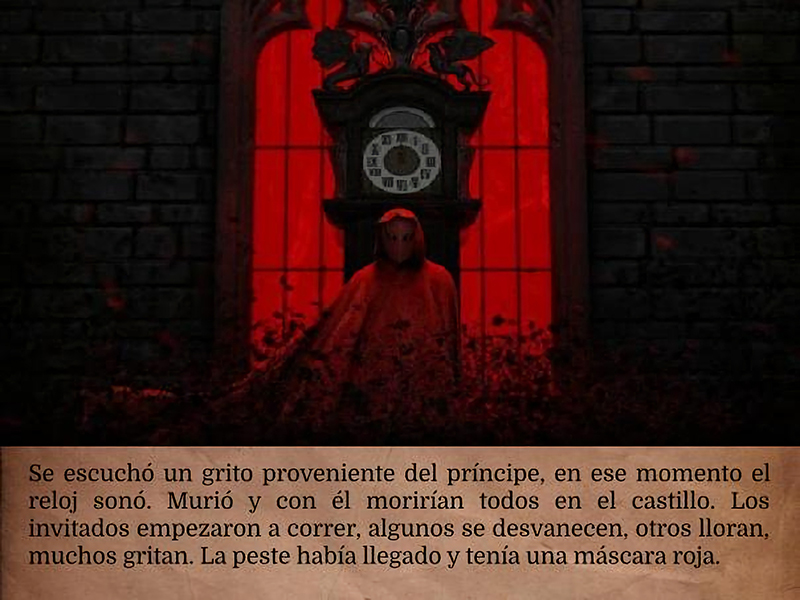 Se escuchó un grito proveniente del príncipe, en ese momento el
reloj sonó. Murió y con él morirían todos en el castillo. Los
invitados empezaron a correr, algunos se desvanecen, otros lloran,
muchos gritan. La peste había llegado y tenía una máscara roja.